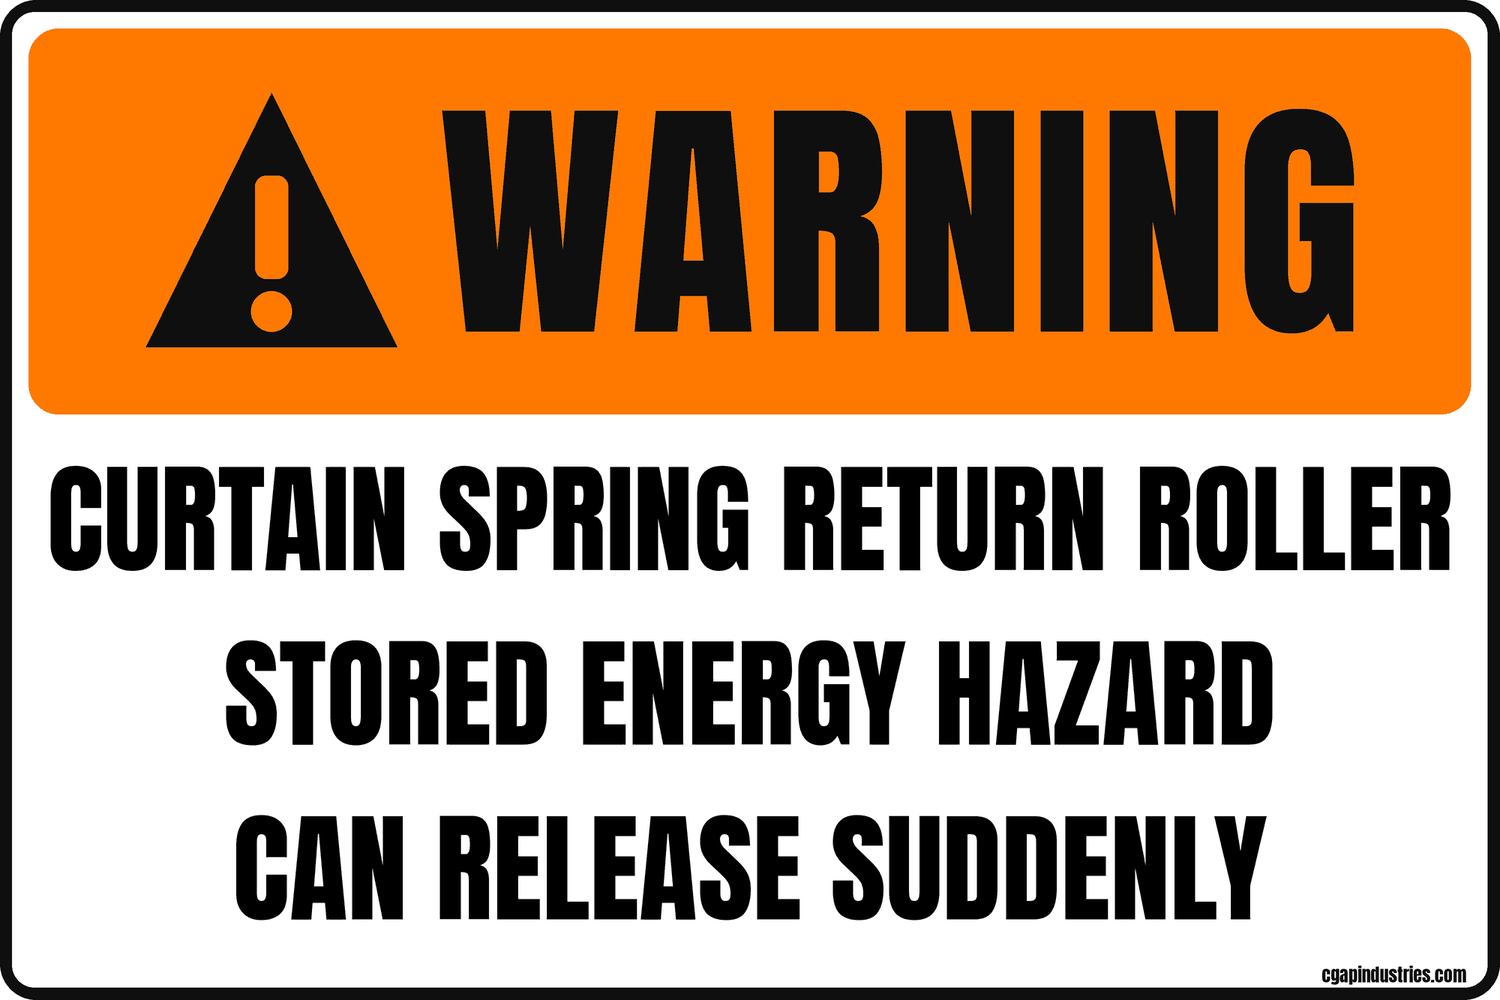 WARNING
CURTAIN SPRING RETURN ROLLER
STORED ENERGY HAZARD
CAN RELEASE SUDDENLY
cgapindustries.com